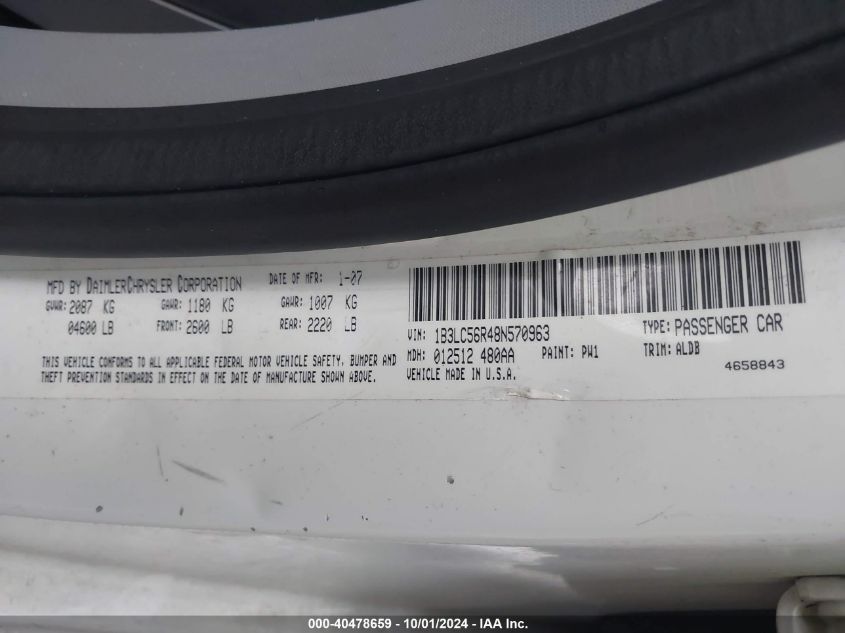 MFD BY DAIMLERCHRYSLER CORPORATION DATE OF MFR: 1-07
GVWR: 2087 KG GAWR: 1180 KG GAWR: 1007 KG
04600 LB FRONT: 2600 LB REAR: 2220 LB
THIS VEHICLE CONFORMS TO ALL APPLICABLE FEDERAL MOTOR VEHICLE SAFETY, BUMPER AND
THEFT PREVENTION STANDARDS IN EFFECT ON THE DATE OF MANUFACTURE SHOWN ABOVE.
VIN: 1B3LC56R48N570963 TYPE: PASSENGER CAR
MDH: 012512 480AA PAINT: PW1 TRIM: ALDB
VEHICLE MADE IN U.S.A. 4658843
000-40478659 - 10/01/2024 - IAA Inc.